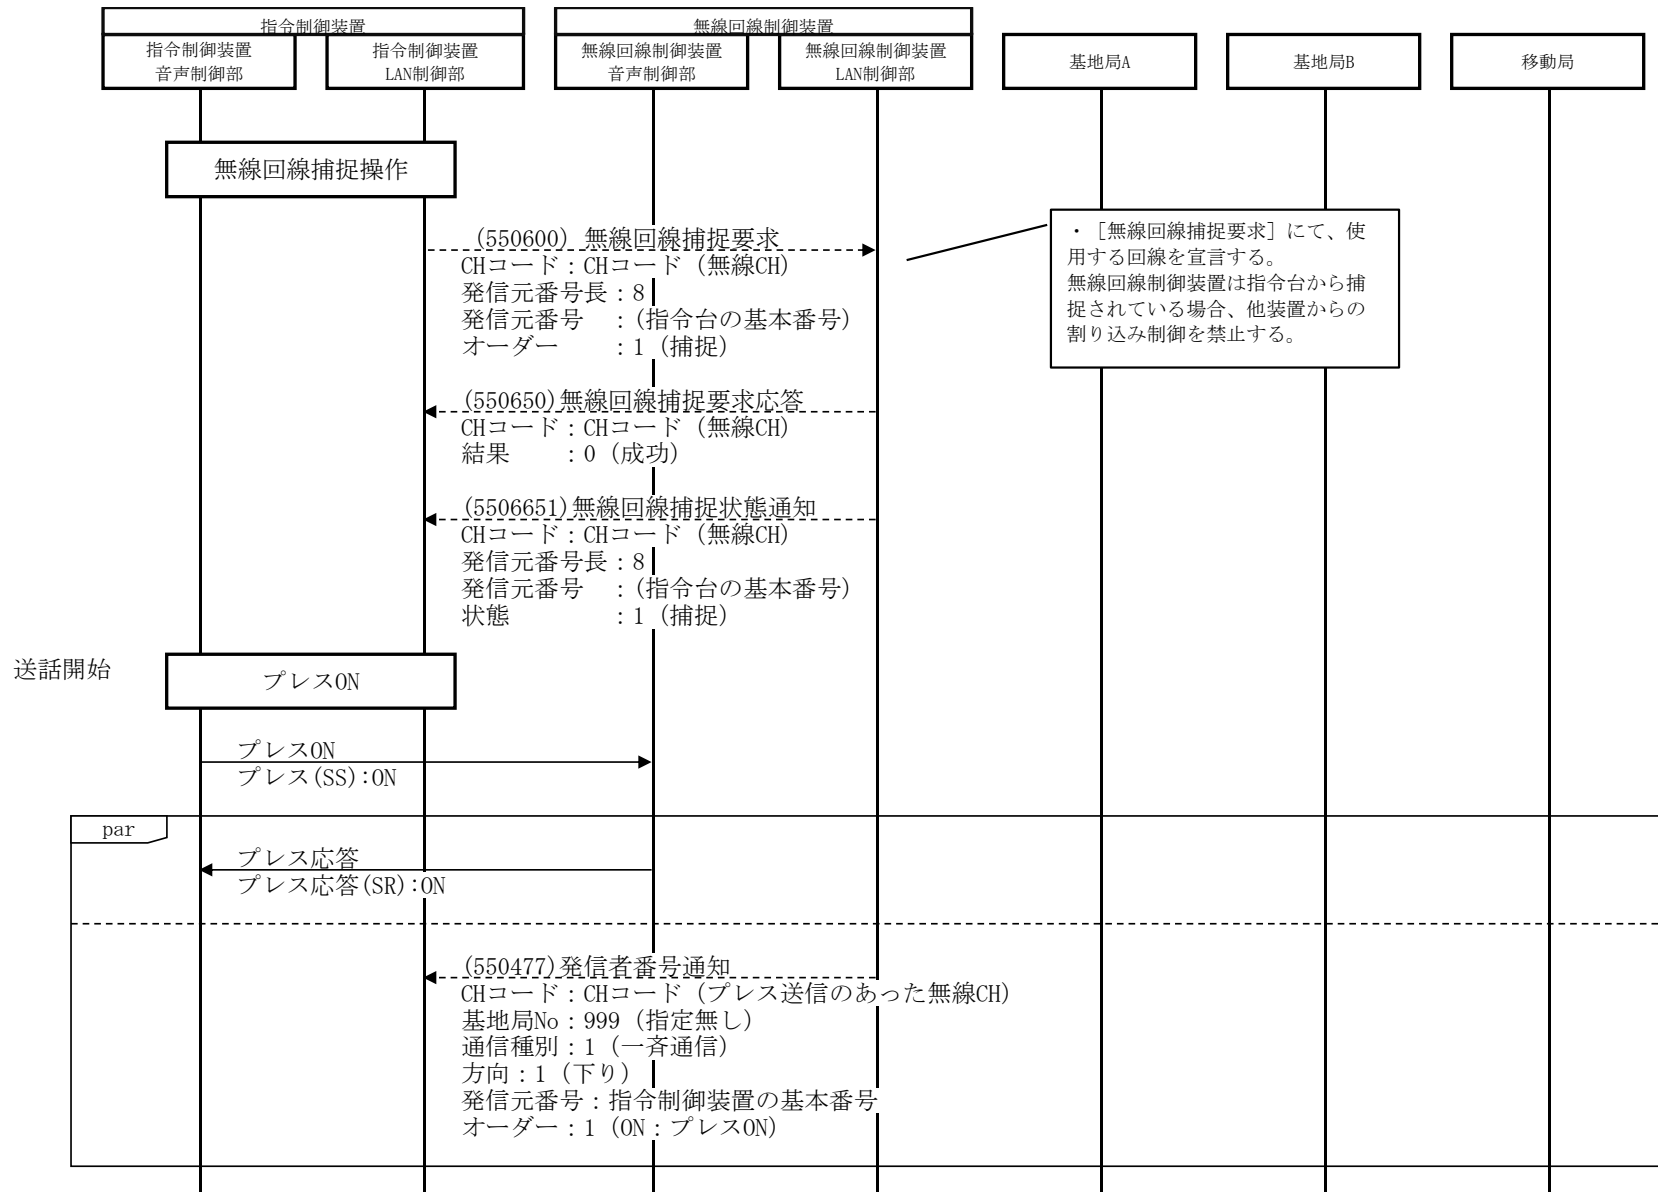 指令制御装置
無線回線制御装置
指令制御装置
音声制御部
指令制御装置
LAN制御部
無線回線制御装置
音声制御部
無線回線制御装置
LAN制御部
基地局A
基地局B
移動局
無線回線捕捉操作
(550600) 無線回線捕捉要求
CHコード：CHコード（無線CH）
発信元番号長：8
発信元番号　：(指令台の基本番号)
オーダー　　：1（捕捉）
・［無線回線捕捉要求］にて、使
用する回線を宣言する。
無線回線制御装置は指令台から捕
捉されている場合、他装置からの
割り込み制御を禁止する。
(550650)無線回線捕捉要求応答
CHコード：CHコード（無線CH）
結果　　：0（成功）
(5506651)無線回線捕捉状態通知
CHコード：CHコード（無線CH）
発信元番号長：8
発信元番号　：(指令台の基本番号)
状態　　　　：1（捕捉）
送話開始
プレスON
プレスON
プレス(SS):ON
par
プレス応答
プレス応答(SR):ON
(550477)発信者番号通知
CHコード：CHコード（プレス送信のあった無線CH）
基地局No：999（指定無し）
通信種別：1（一斉通信）
方向：1（下り）
発信元番号：指令制御装置の基本番号
オーダー：1（ON：プレスON）